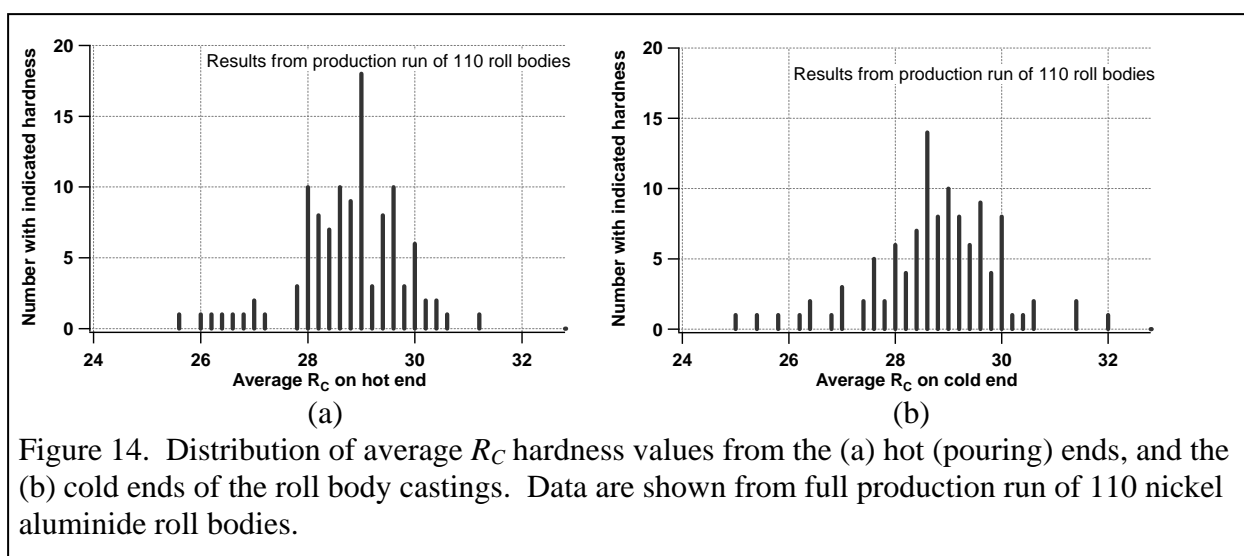 Results from production run of 110 roll bodies
Number with indicated hardness
20
15
10
5
0
24
26
28
30
32
Average RC on hot end
(a)
Results from production run of 110 roll bodies
Number with indicated hardness
20
15
10
5
0
24
26
28
30
32
Average RC on cold end
(b)
Figure 14. Distribution of average RC hardness values from the (a) hot (pouring) ends, and the
(b) cold ends of the roll body castings. Data are shown from full production run of 110 nickel
aluminide roll bodies.